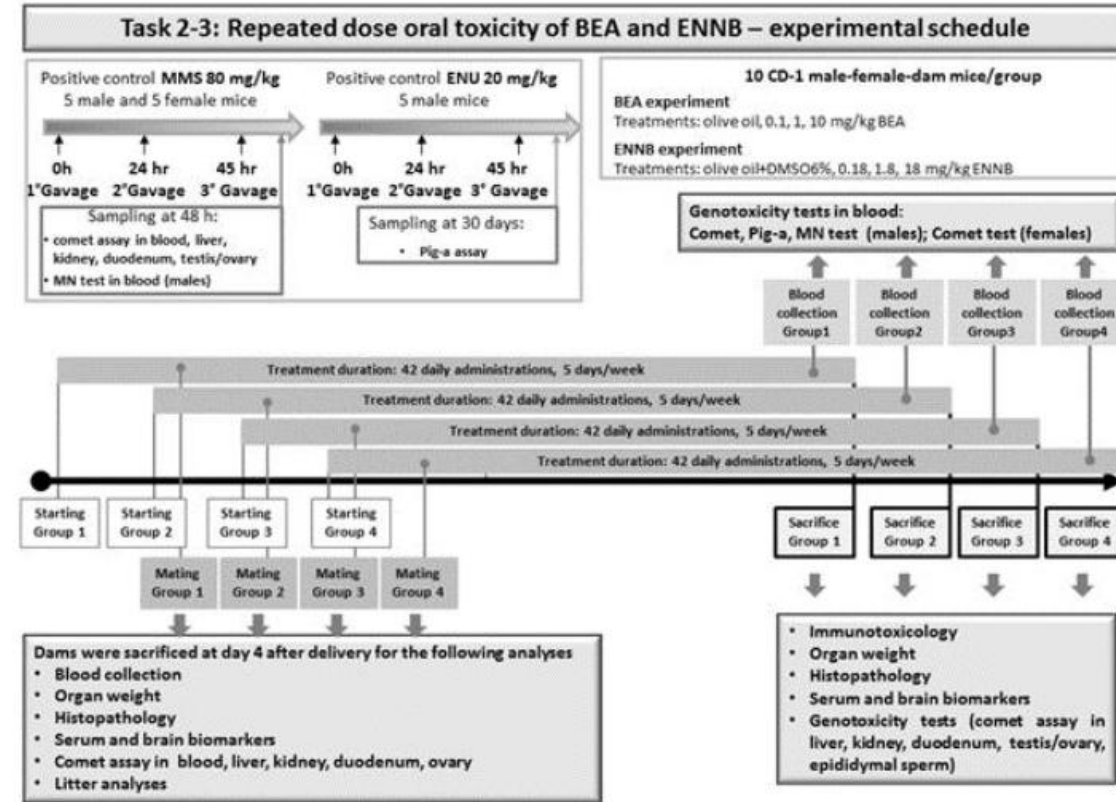 Task 2-3: Repeated dose oral toxicity of BEA and ENNB – experimental schedule
Positive control MMS 80 mg/kg
5 male and 5 female mice
0h
24 hr
45 hr
1°Gavage
2°Gavage
3° Gavage
Sampling at 48 h:
• comet assay in blood, liver,
kidney, duodenum, testis/ovary
• MN test in blood (males)
Positive control ENU 20 mg/kg
5 male mice
0h
24 hr
45 hr
1°Gavage
2°Gavage
3° Gavage
Sampling at 30 days:
• Pig-a assay
10 CD-1 male-female-dam mice/group
BEA experiment
Treatments: olive oil, 0.1, 1, 10 mg/kg BEA
ENNB experiment
Treatments: olive oil+DMSO6%, 0.18, 1.8, 18 mg/kg ENNB
Genotoxicity tests in blood:
Comet, Pig-a, MN test (males); Comet test (females)
Blood
collection
Group1
Blood
collection
Group2
Blood
collection
Group3
Blood
collection
Group4
Treatment duration: 42 daily administrations, 5 days/week
Treatment duration: 42 daily administrations, 5 days/week
Treatment duration: 42 daily administrations, 5 days/week
Treatment duration: 42 daily administrations, 5 days/week
Starting
Group 1
Starting
Group 2
Starting
Group 3
Starting
Group 4
Sacrifice
Group 1
Sacrifice
Group 2
Sacrifice
Group 3
Sacrifice
Group 4
Mating
Group 1
Mating
Group 2
Mating
Group 3
Mating
Group 4
Dams were sacrificed at day 4 after delivery for the following analyses
• Blood collection
• Organ weight
• Histopathology
• Serum and brain biomarkers
• Comet assay in blood, liver, kidney, duodenum, ovary
• Litter analyses
• Immunotoxicology
• Organ weight
• Histopathology
• Serum and brain biomarkers
• Genotoxicity tests (comet assay in
liver, kidney, duodenum, testis/ovary,
epididymal sperm)